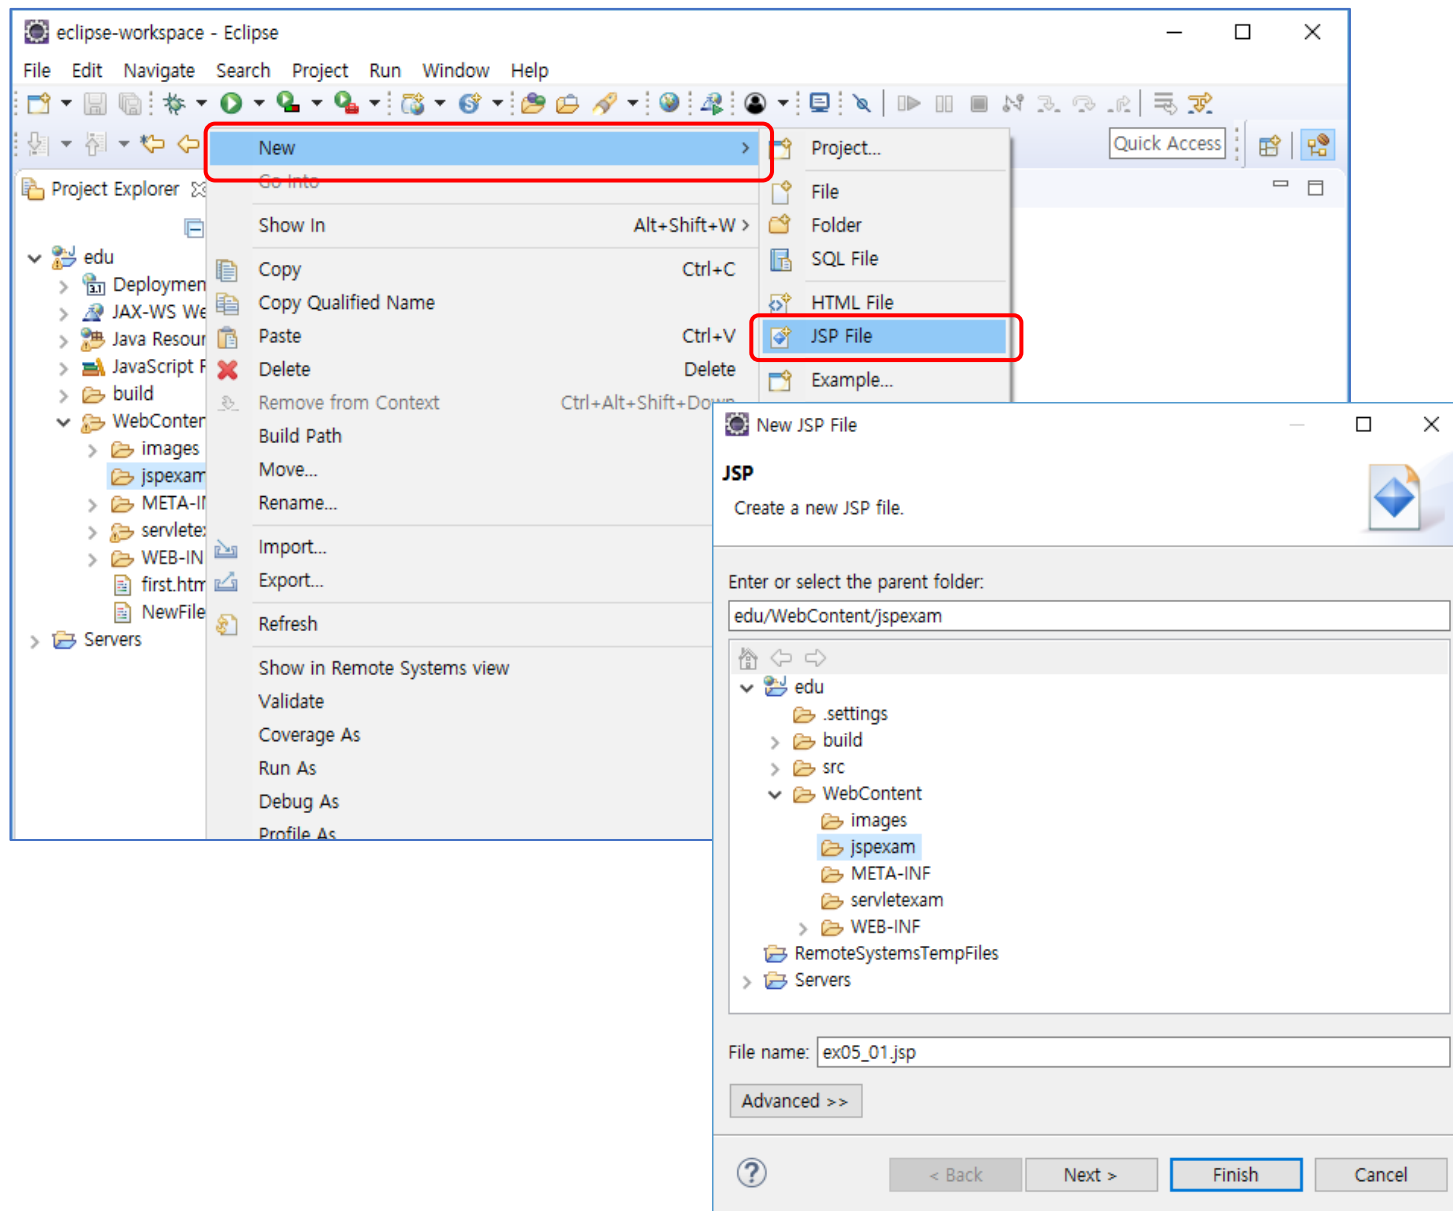 eclipse-workspace - Eclipse
File Edit Navigate Search Project Run Window Help
Quick Access
Project Explorer
edu
3.1 Deploymen
JAX-WS We
Java Resour
JavaScript
build
WebConten
images
jspexam
META-I
servletex
WEB-IN
first.htm
NewFile
Servers
New >
Go Into
Show In Alt+Shift+W >
Copy Ctrl+C
Copy Qualified Name
Paste Ctrl+V
Delete Delete
Remove from Context Ctrl+Alt+Shift+Down
Build Path
Move...
Rename...
Import...
Export...
Refresh
Show in Remote Systems view
Validate
Coverage As
Run As
Debug As
Profile As
Project...
File
Folder
SQL File
HTML File
JSP File
Example...
New JSP File
JSP
Create a new JSP file.
Enter or select the parent folder:
edu/WebContent/jspexam
edu
.settings
build
src
WebContent
images
jspexam
META-INF
servletexam
WEB-INF
RemoteSystemsTempFiles
Servers
File name: ex05_01.jsp
Advanced >>
< Back Next > Finish Cancel